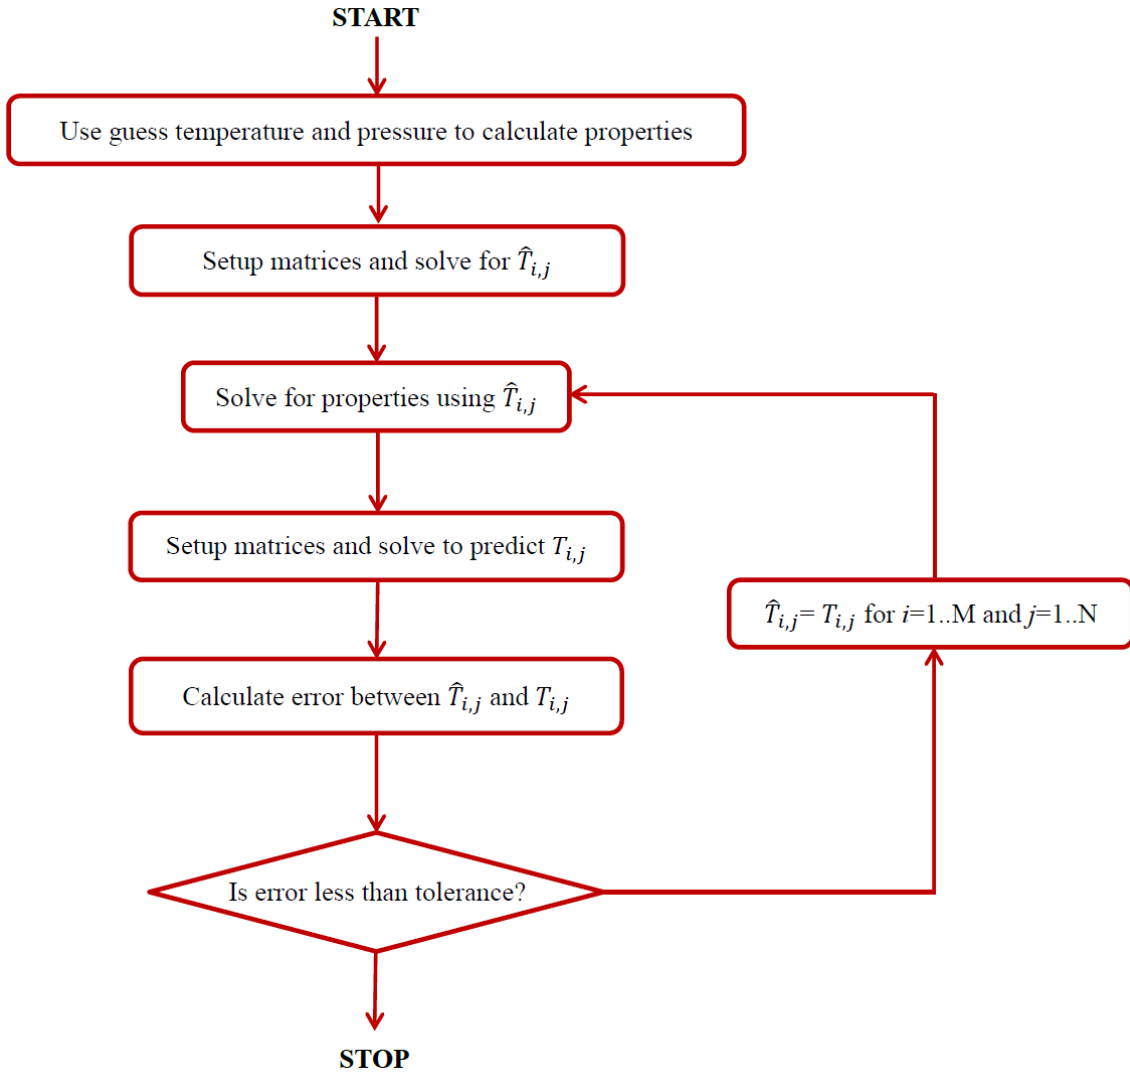 START
Use guess temperature and pressure to calculate properties
Setup matrices and solve for T̂ᵢ,ⱼ
Solve for properties using T̂ᵢ,ⱼ
Setup matrices and solve to predict Tᵢ,ⱼ
T̂ᵢ,ⱼ= Tᵢ,ⱼ for i=1..M and j=1..N
Calculate error between T̂ᵢ,ⱼ and Tᵢ,ⱼ
Is error less than tolerance?
STOP